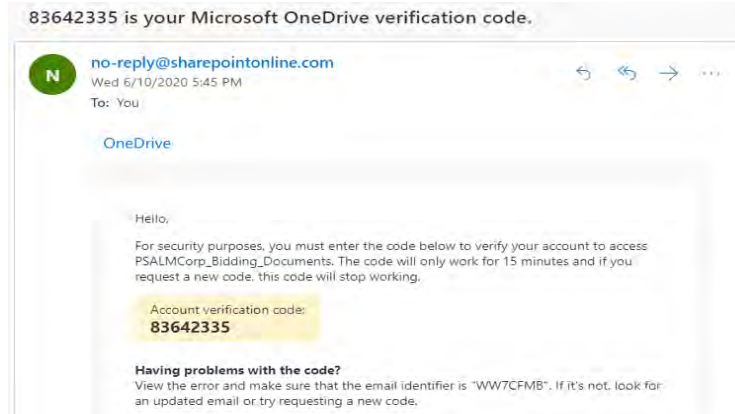 83642335 is your Microsoft OneDrive verification code.
N
no-reply@sharepointonline.com
Wed 6/10/2020 5:45 PM
To: You
OneDrive
Hello,
For security purposes, you must enter the code below to verify your account to access
PSALMCorp_Bidding_Documents. The code will only work for 15 minutes and if you
request a new code, this code will stop working.
Account verification code:
83642335
Having problems with the code?
View the error and make sure that the email identifier is "WW7CFMB". If it's not, look for
an updated email or try requesting a new code.